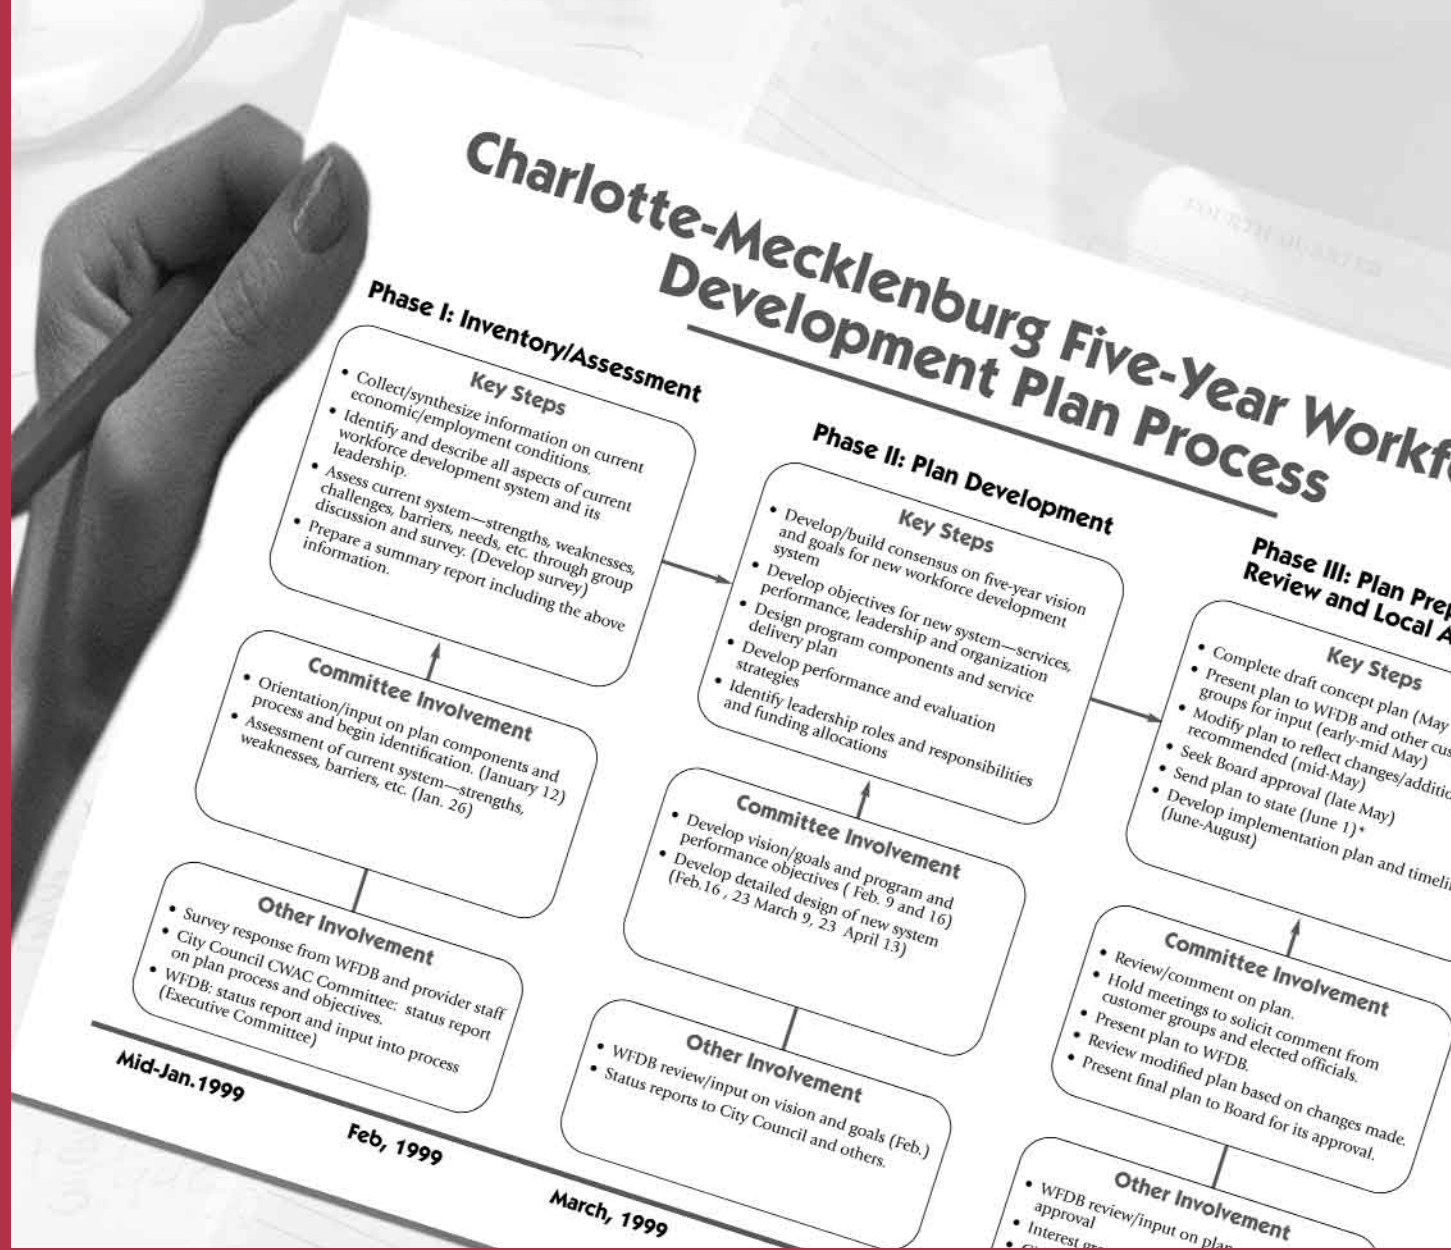 Charlotte-Mecklenburg Five-Year
Development Plan Process
Phase I: Inventory/Assessment
Key Steps
• Collect/synthesize information on current
economic/employment conditions.
• Identify and describe all aspects of current
workforce development system and its
leadership.
• Assess current system—strengths, weaknesses,
challenges, barriers, needs, etc. through group
discussion and survey. (Develop survey)
• Prepare a summary report including the above
information.
Committee Involvement
• Orientation/input on plan components and
process and begin identification. (January 12)
• Assessment of current system—strengths,
weaknesses, barriers, etc. (Jan. 26)
Other Involvement
• Survey response from WFDB and provider staff
• City Council CWAC Committee: status report
on plan process and objectives.
• WFDB: status report and input into process
(Executive Committee)
Phase II: Plan Development
Key Steps
• Develop/build consensus on five-year vision
and goals for new workforce development
system
• Develop objectives for new system—services,
performance, leadership and organization
• Design program components and service
delivery plan
• Develop performance and evaluation
strategies
• Identify leadership roles and responsibilities
and funding allocations
Committee Involvement
• Develop vision/goals and program and
performance objectives ( Feb. 9 and 16)
• Develop detailed design of new system
(Feb.16 , 23 March 9, 23 April 13)
Other Involvement
• WFDB review/input on vision and goals (Feb.)
• Status reports to City Council and others.
Phase III: Plan
Review and Local
Key Steps
• Complete draft concept plan (May
• Present plan to WFDB and other
groups for input (early-mid May)
• Modify plan to reflect
recommended (mid-May)
• Seek Board approval (late May)
• Send plan to state (June 1)*
• Develop implementation plan and
(June-August)
Committee Involvement
• Review/comment on plan.
• Hold meetings to solicit comment from
customer groups and elected officials.
• Present plan to WFDB.
• Review modified plan based on changes made.
• Present final plan to Board for its approval.
Other Involvement
• WFDB review/input on
approval
• Interest
Mid-Jan.1999
Feb, 1999
March, 1999